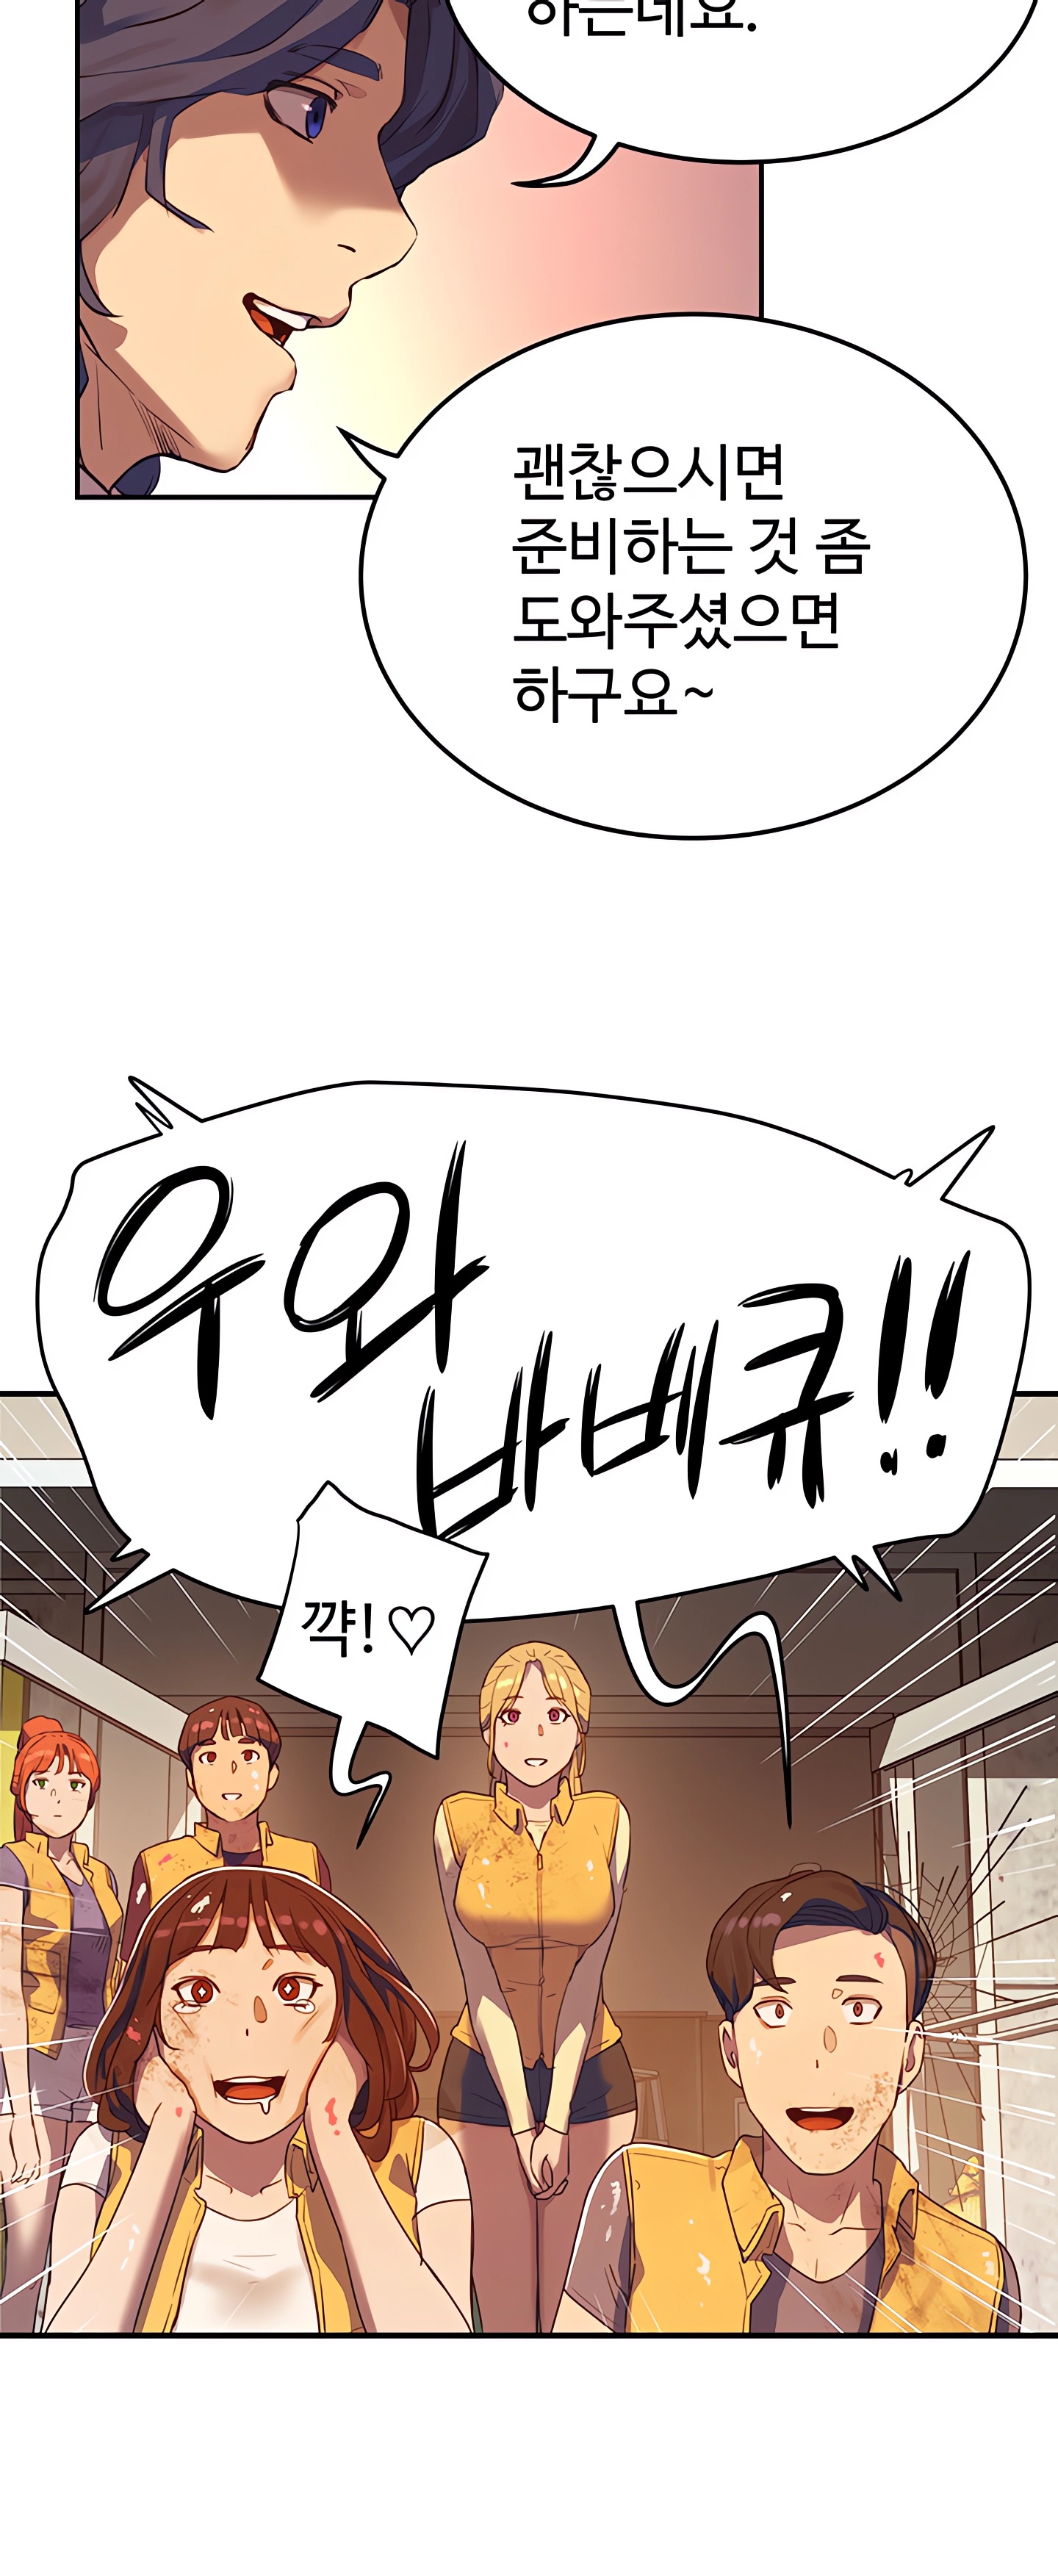 하는데요.
괜찮으시면
준비하는 것 좀
도와주셨으면
하구요~
우와
바베큐!!
꺅!♡